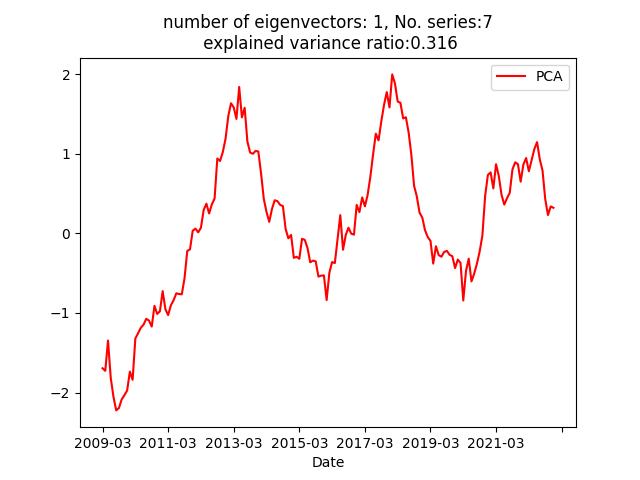 number of eigenvectors: 1, No. series:7
explained variance ratio:0.316
PCA
2
1
0
−1
−2
2009-03 2011-03 2013-03 2015-03 2017-03 2019-03 2021-03
Date